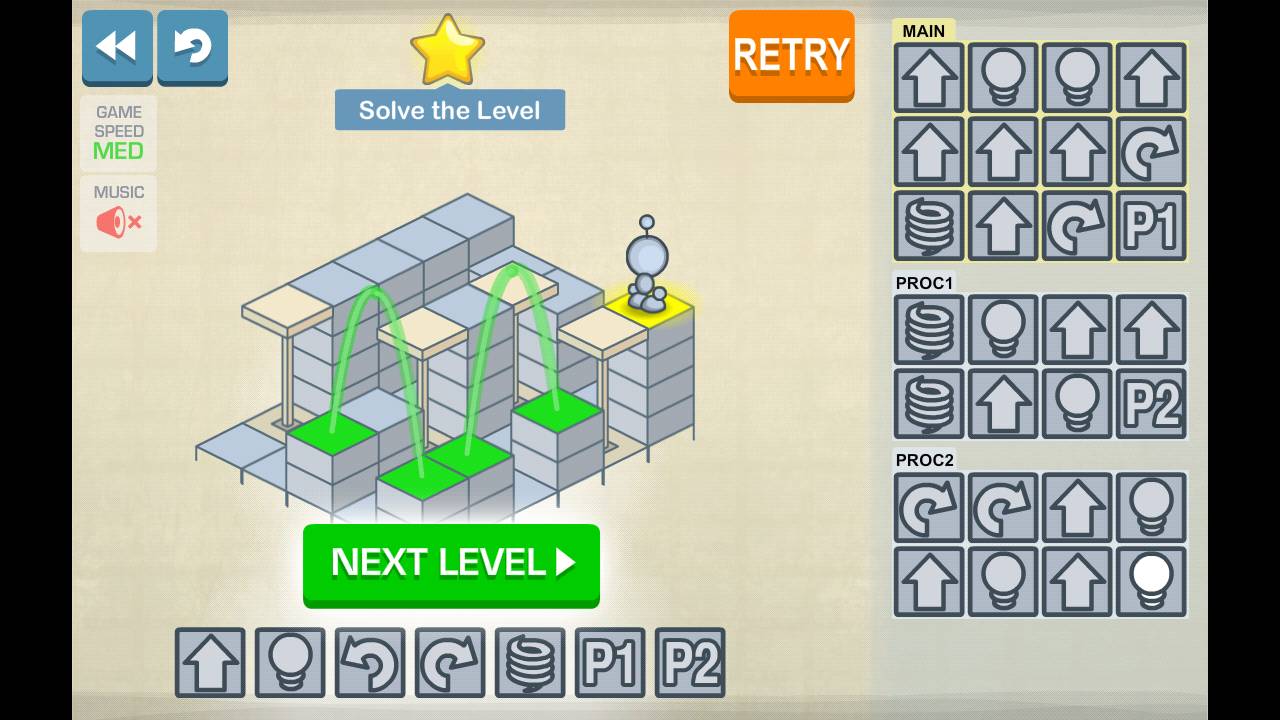 Solve the Level
RETRY
GAME
SPEED
MED
MUSIC
MAIN
P1
PROC1
P2
PROC2
NEXT LEVEL
P1
P2